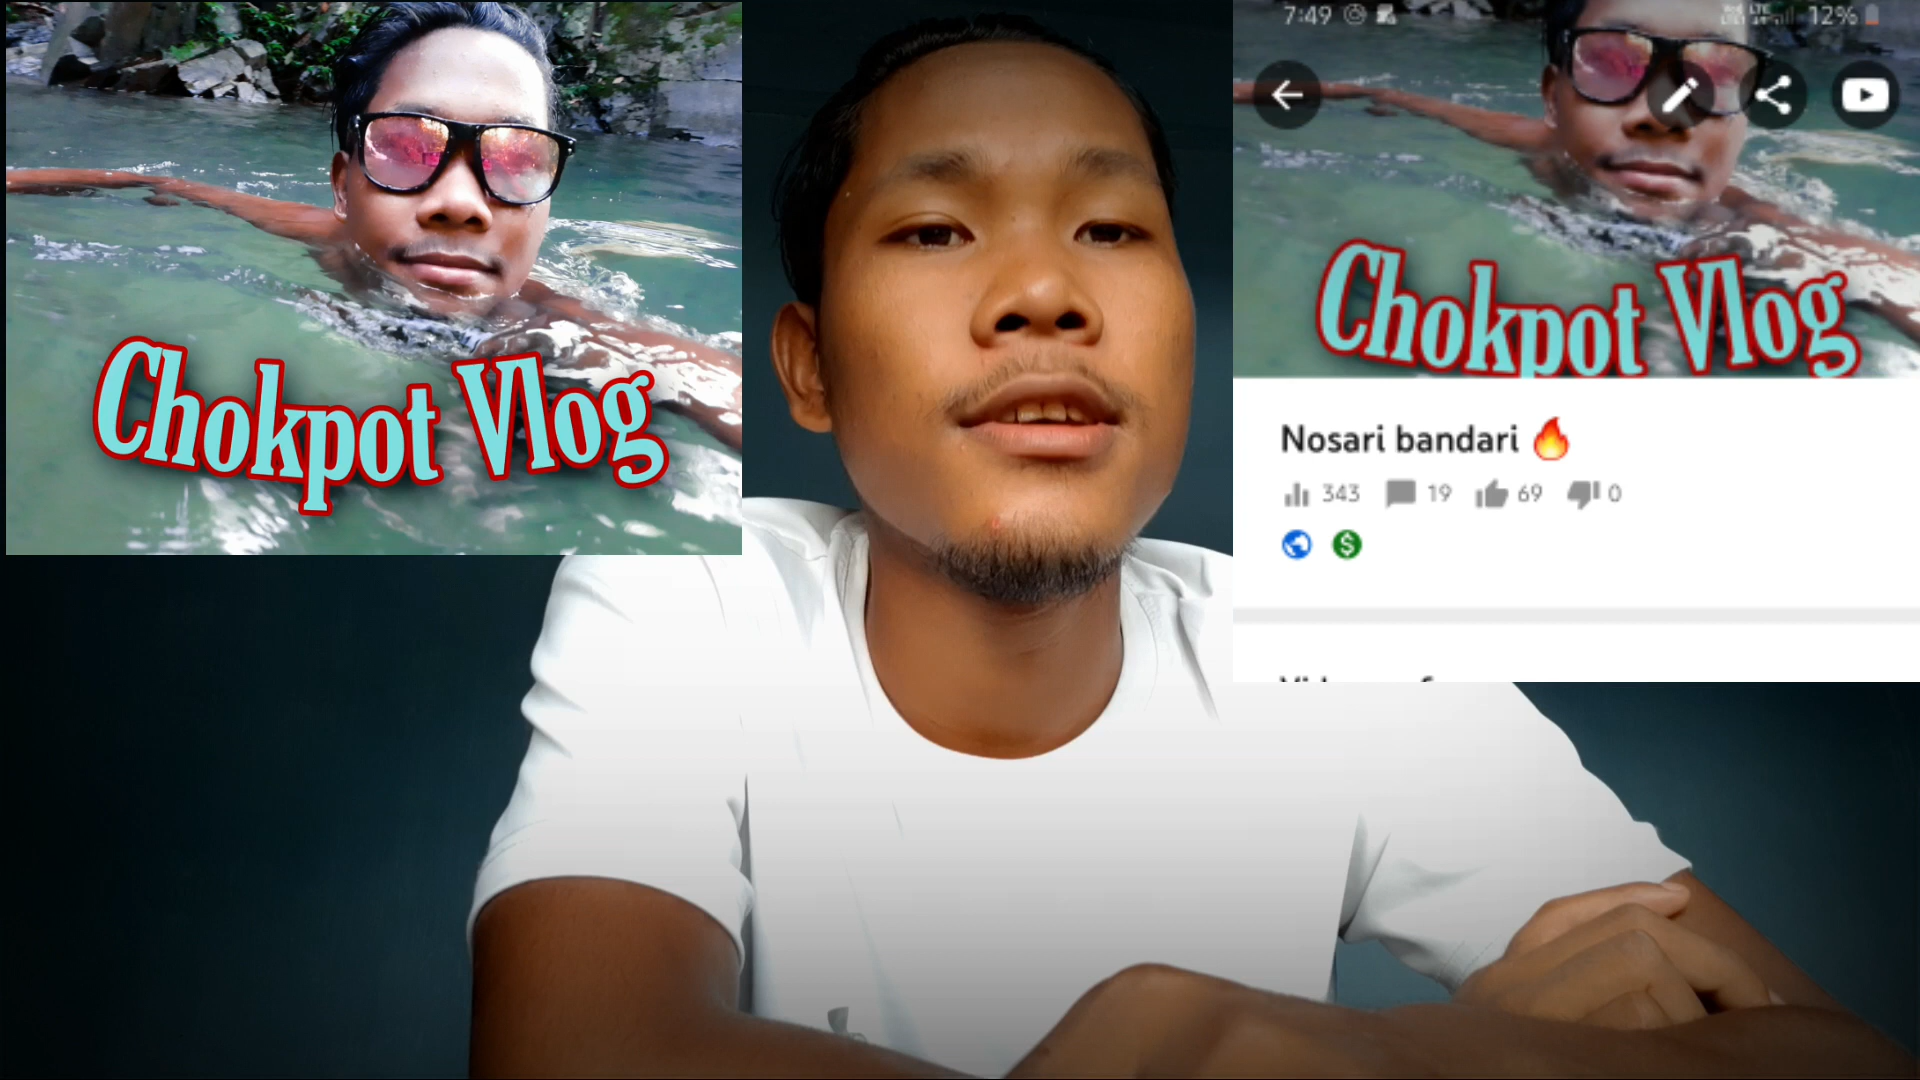 Chokpot Vlog
7:49
12%
Chokpot Vlog
Nosari bandari
343 19 69 0